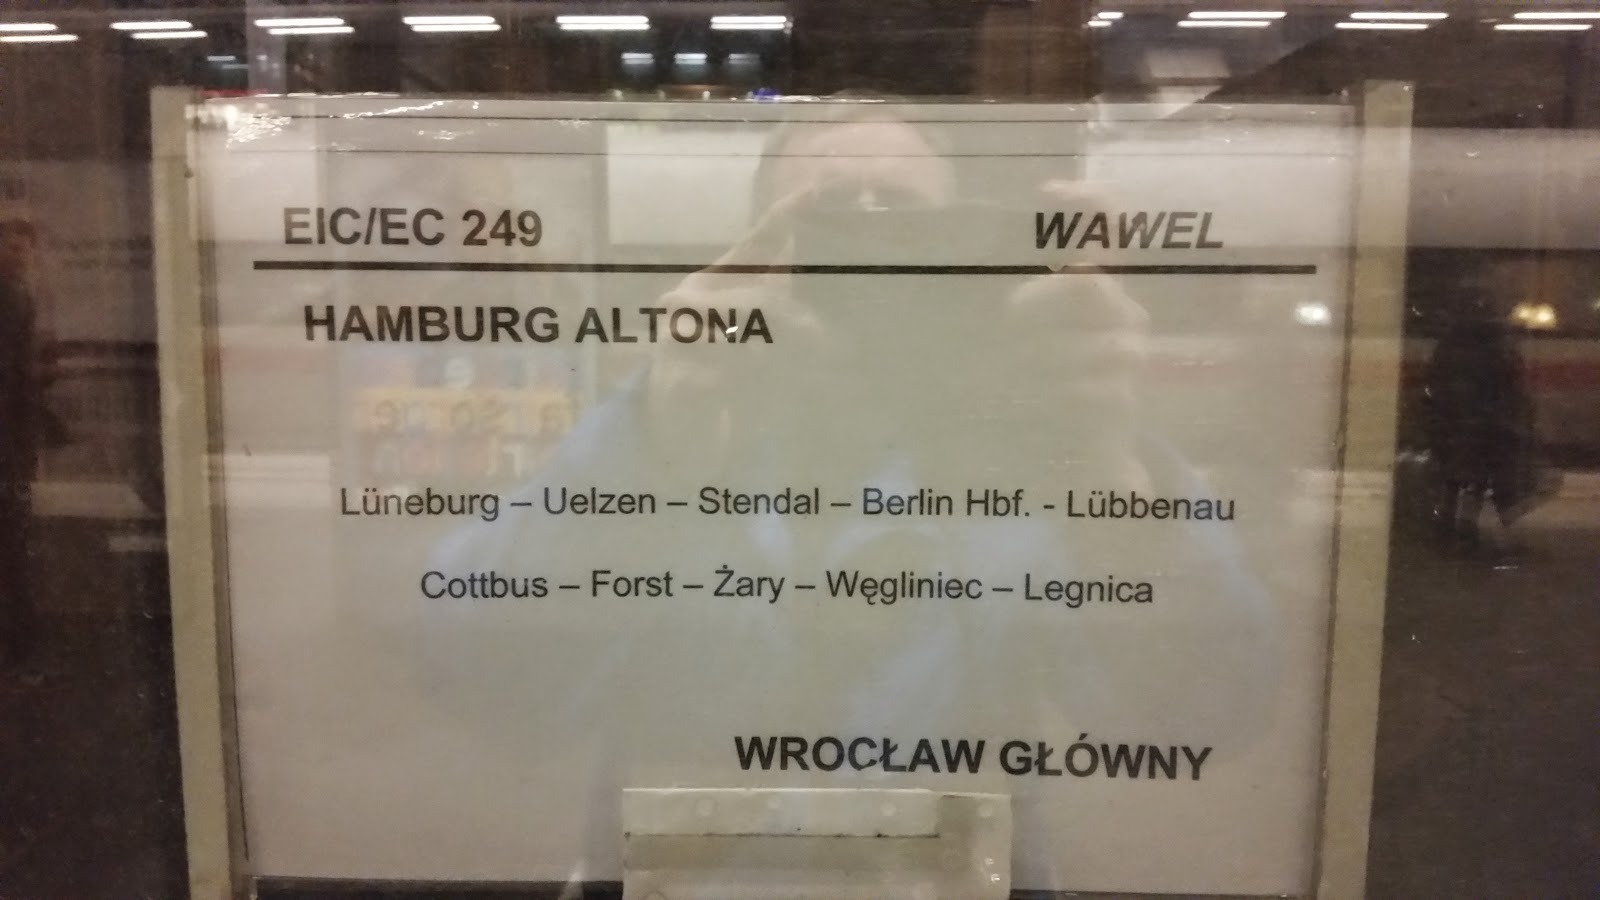 EIC/EC 249 WAWEL
HAMBURG ALTONA
Lüneburg – Uelzen – Stendal – Berlin Hbf. - Lübbenau
Cottbus – Forst – Żary – Węgliniec – Legnica
WROCŁAW GŁÓWNY